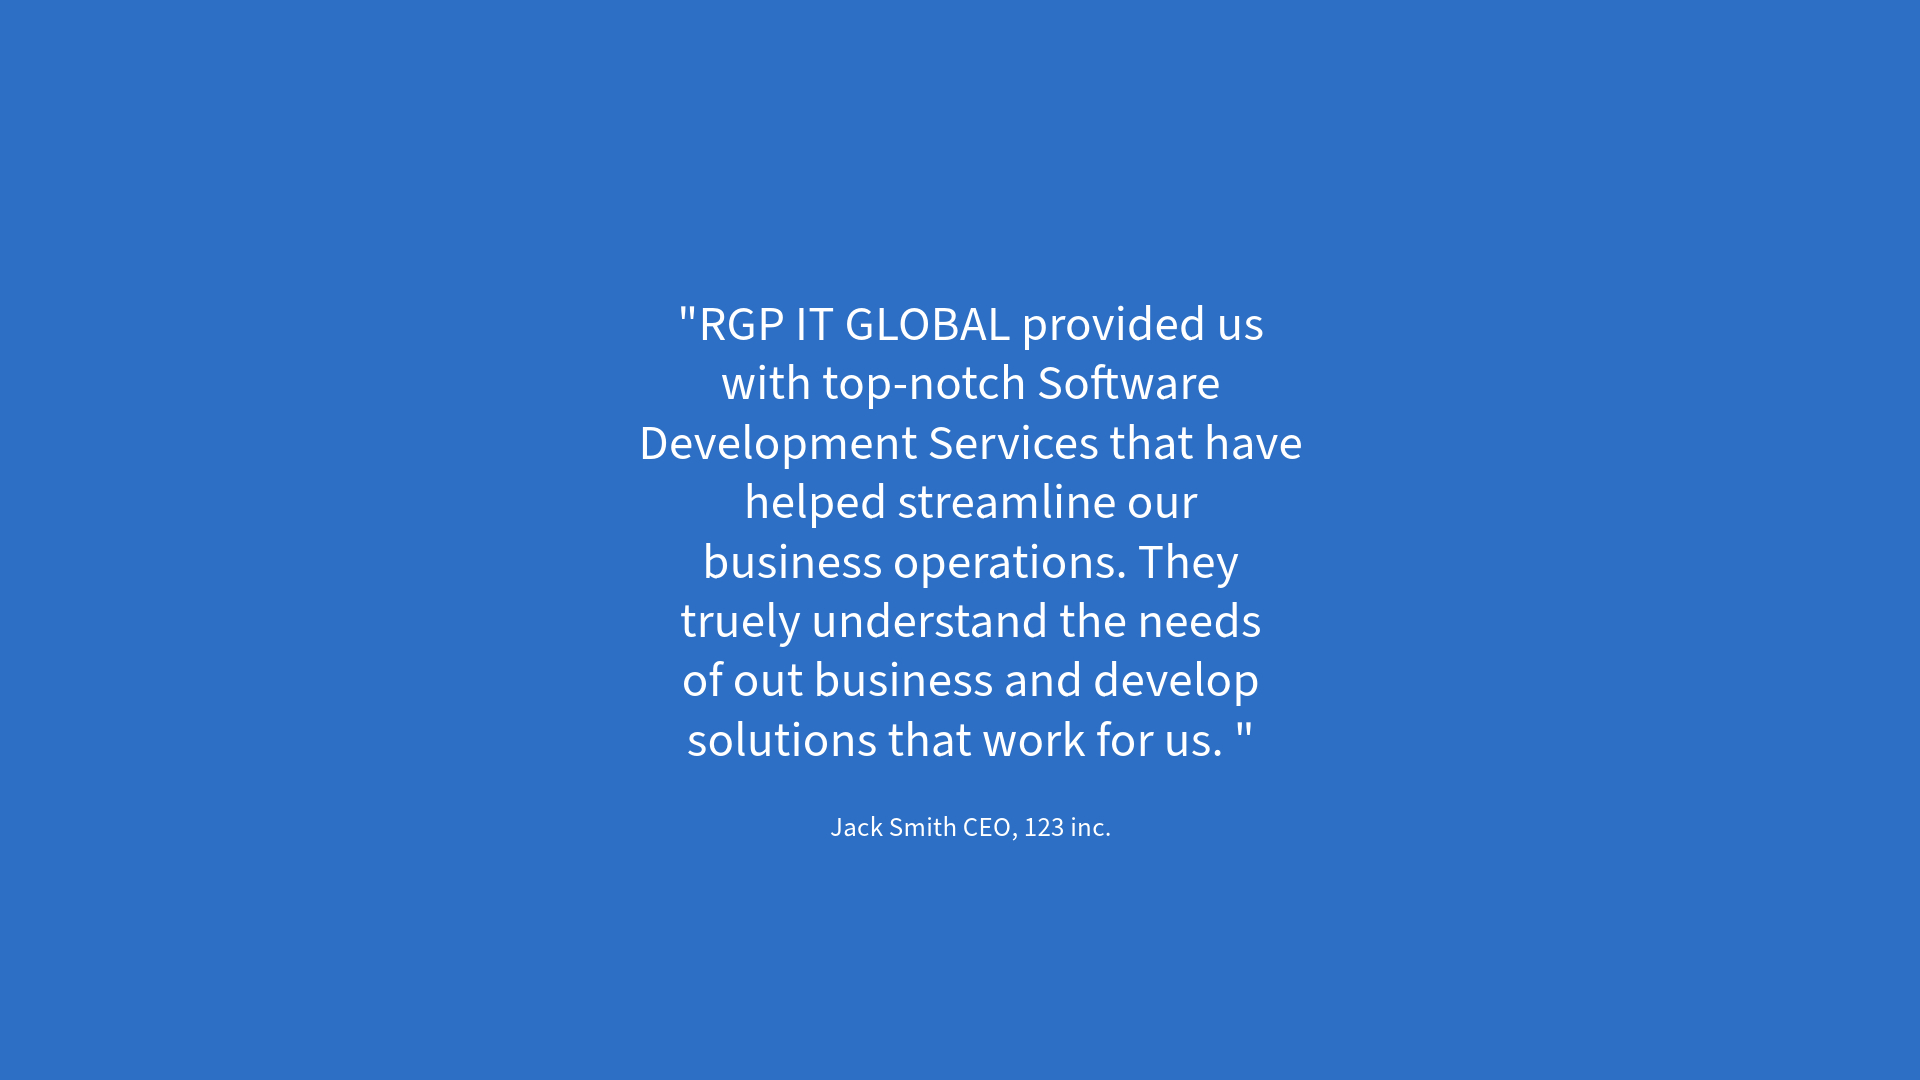 "RGP IT GLOBAL provided us
with top-notch Software
Development Services that have
helped streamline our
business operations. They
truely understand the needs
of out business and develop
solutions that work for us. "
Jack Smith CEO, 123 inc.